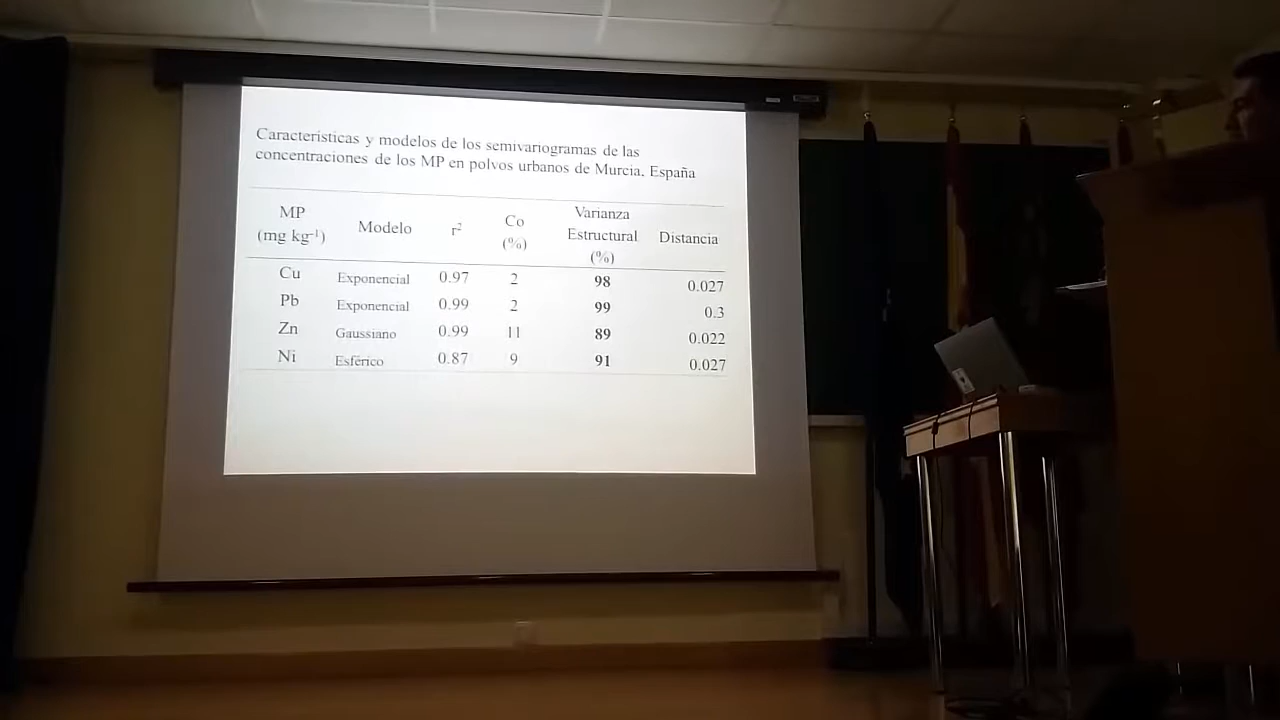 Características y modelos de los semivariogramas de las
concentraciones de los MP en polvos urbanos de Murcia. España
MP (mg kg⁻¹) Modelo r² Co (%) Varianza Estructural (%) Distancia
Cu Exponencial 0.97 2 98 0.027
Pb Exponencial 0.99 2 99 0.3
Zn Gaussiano 0.99 11 89 0.022
Ni Esférico 0.87 9 91 0.027